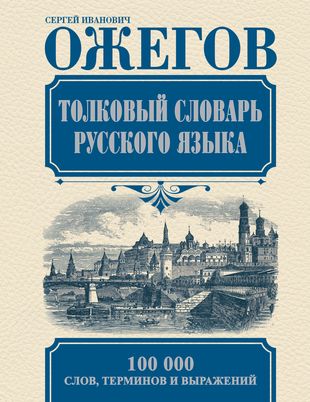 СЕРГЕЙ ИВАНОВИЧ
ОЖЕГОВ
ТОЛКОВЫЙ СЛОВАРЬ
РУССКОГО ЯЗЫКА
100 000
СЛОВ, ТЕРМИНОВ И ВЫРАЖЕНИЙ